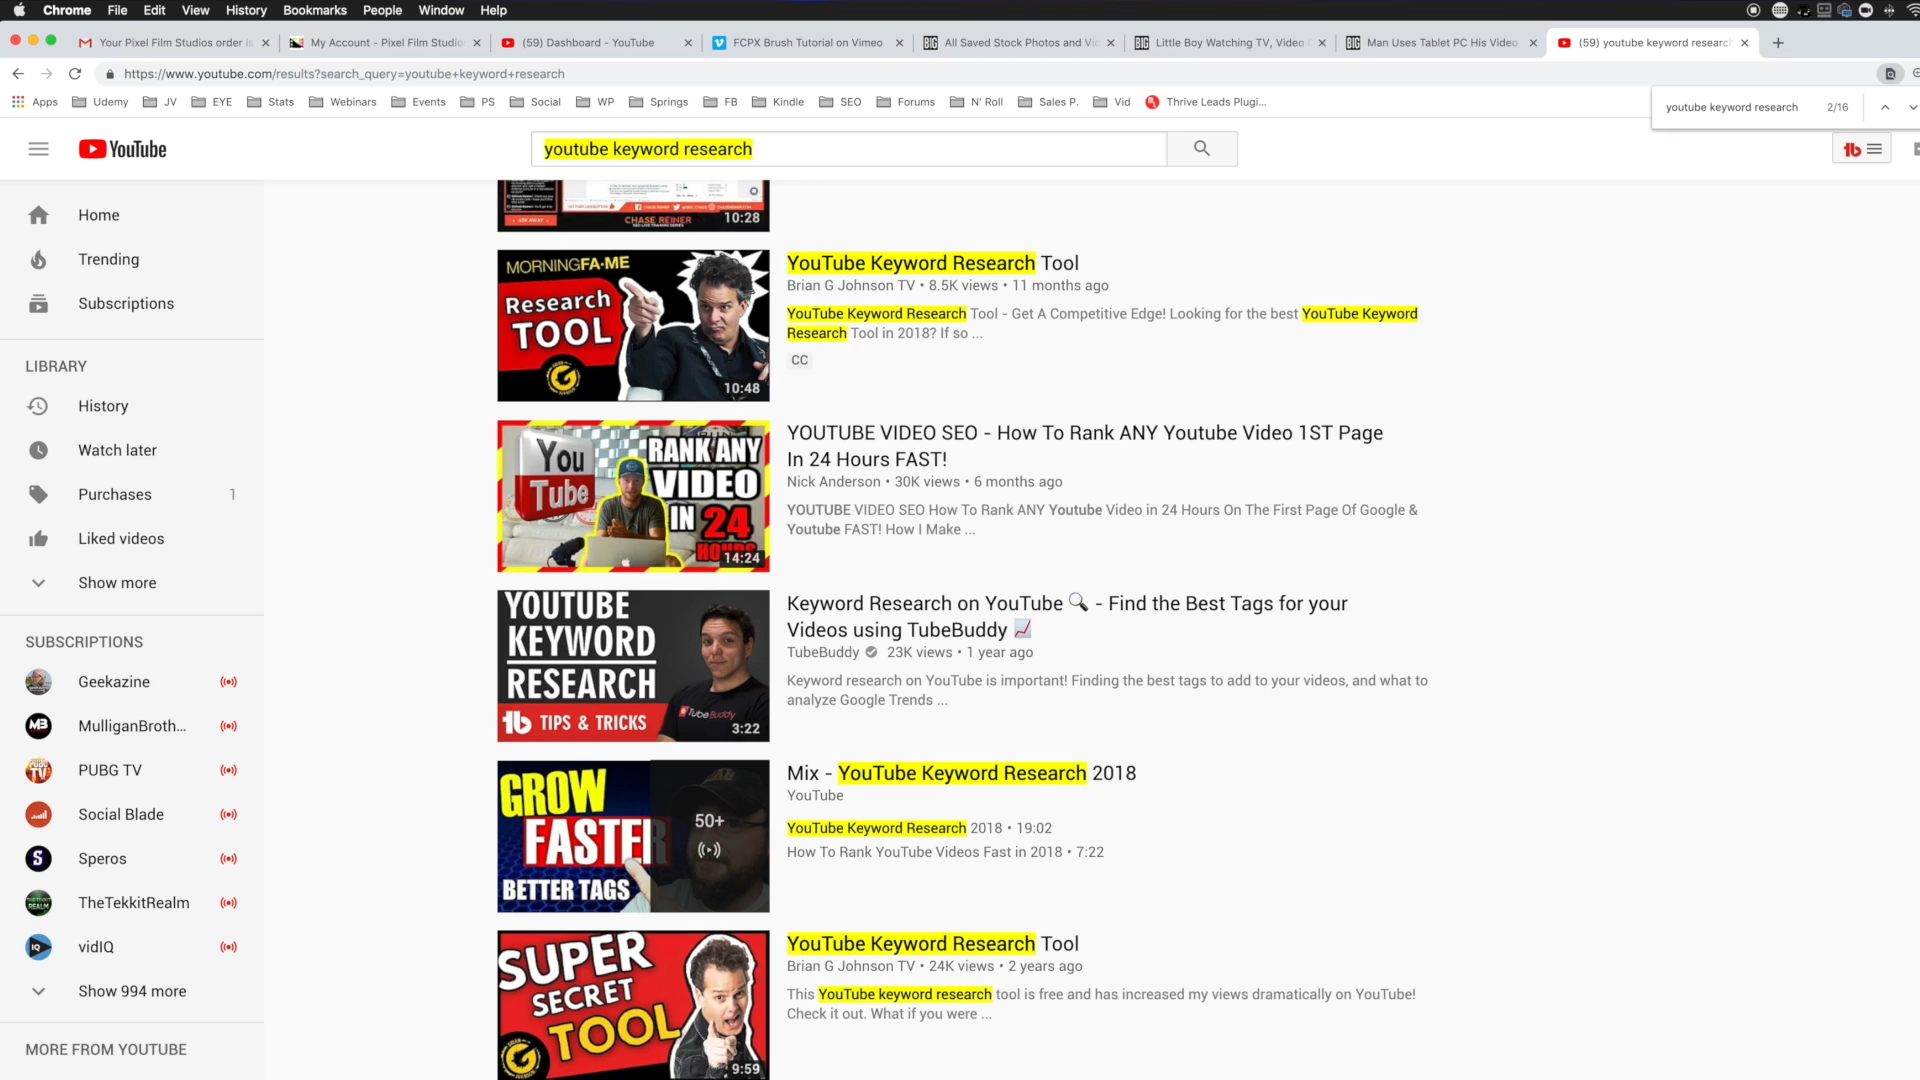 Chrome File Edit View History Bookmarks People Window Help
Your Pixel Film Studios order is
My Account - Pixel Film Studios
(59) Dashboard - YouTube
FCPX Brush Tutorial on Vimeo
All Saved Stock Photos and Vi
Little Boy Watching TV, Video
Man Uses Tablet PC His Video
(59) youtube keyword research
https://www.youtube.com/results?search_query=youtube+keyword+research
Apps Udemy JV EYE Stats Webinars Events PS Social WP Springs FB Kindle SEO Forums N' Roll Sales P. Vid Thrive Leads Plugi...
youtube keyword research 2/16
YouTube
youtube keyword research
Home
Trending
Subscriptions
LIBRARY
History
Watch later
Purchases 1
Liked videos
Show more
SUBSCRIPTIONS
Geekazine
MulliganBroth...
PUBG TV
Social Blade
Speros
TheTekkitRealm
vidIQ
Show 994 more
MORE FROM YOUTUBE
CHASE REINER
10:28
MORNINGFA·ME
Research
TOOL
10:48
YouTube Keyword Research Tool
Brian G Johnson TV • 8.5K views • 11 months ago
YouTube Keyword Research Tool - Get A Competitive Edge! Looking for the best YouTube Keyword
Research Tool in 2018? If so ...
CC
You
Tube
RANK ANY
VIDEO
IN 24
HOURS
14:24
YOUTUBE VIDEO SEO - How To Rank ANY Youtube Video 1ST Page
In 24 Hours FAST!
Nick Anderson • 30K views • 6 months ago
YOUTUBE VIDEO SEO How To Rank ANY Youtube Video in 24 Hours On The First Page Of Google &
Youtube FAST! How I Make ...
YOUTUBE
KEYWORD
RESEARCH
TubeBuddy
tb TIPS & TRICKS
3:22
Keyword Research on YouTube 🔍 - Find the Best Tags for your
Videos using TubeBuddy 📈
TubeBuddy 23K views • 1 year ago
Keyword research on YouTube is important! Finding the best tags to add to your videos, and what to
analyze Google Trends ...
GROW
FASTER
BETTER TAGS
50+
Mix - YouTube Keyword Research 2018
YouTube
YouTube Keyword Research 2018 • 19:02
How To Rank YouTube Videos Fast in 2018 • 7:22
SUPER
SECRET
TOOL
9:59
YouTube Keyword Research Tool
Brian G Johnson TV • 24K views • 2 years ago
This YouTube keyword research tool is free and has increased my views dramatically on YouTube!
Check it out. What if you were ...